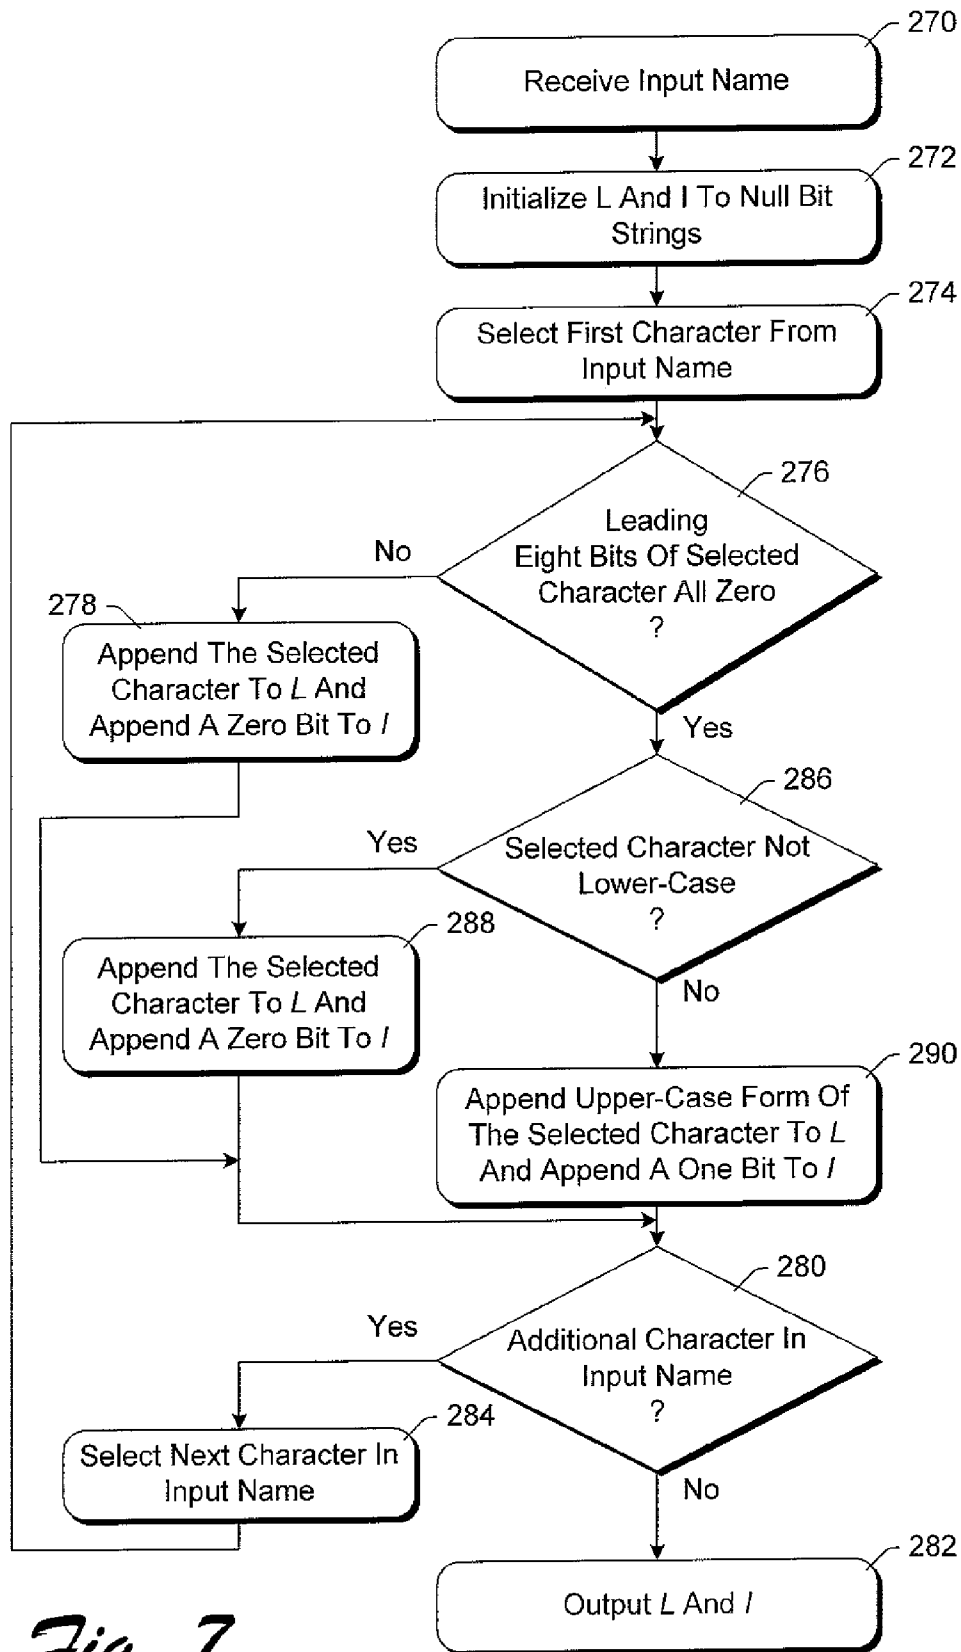 270
Receive Input Name
272
Initialize L And I To Null Bit
Strings
274
Select First Character From
Input Name
276
Leading
Eight Bits Of Selected
Character All Zero
?
No
278
Append The Selected
Character To L And
Append A Zero Bit To I
Yes
286
Selected Character Not
Lower-Case
?
Yes
288
Append The Selected
Character To L And
Append A Zero Bit To I
No
290
Append Upper-Case Form Of
The Selected Character To L
And Append A One Bit To I
280
Additional Character In
Input Name
?
Yes
284
Select Next Character In
Input Name
No
282
Output L And I
Fig. 7